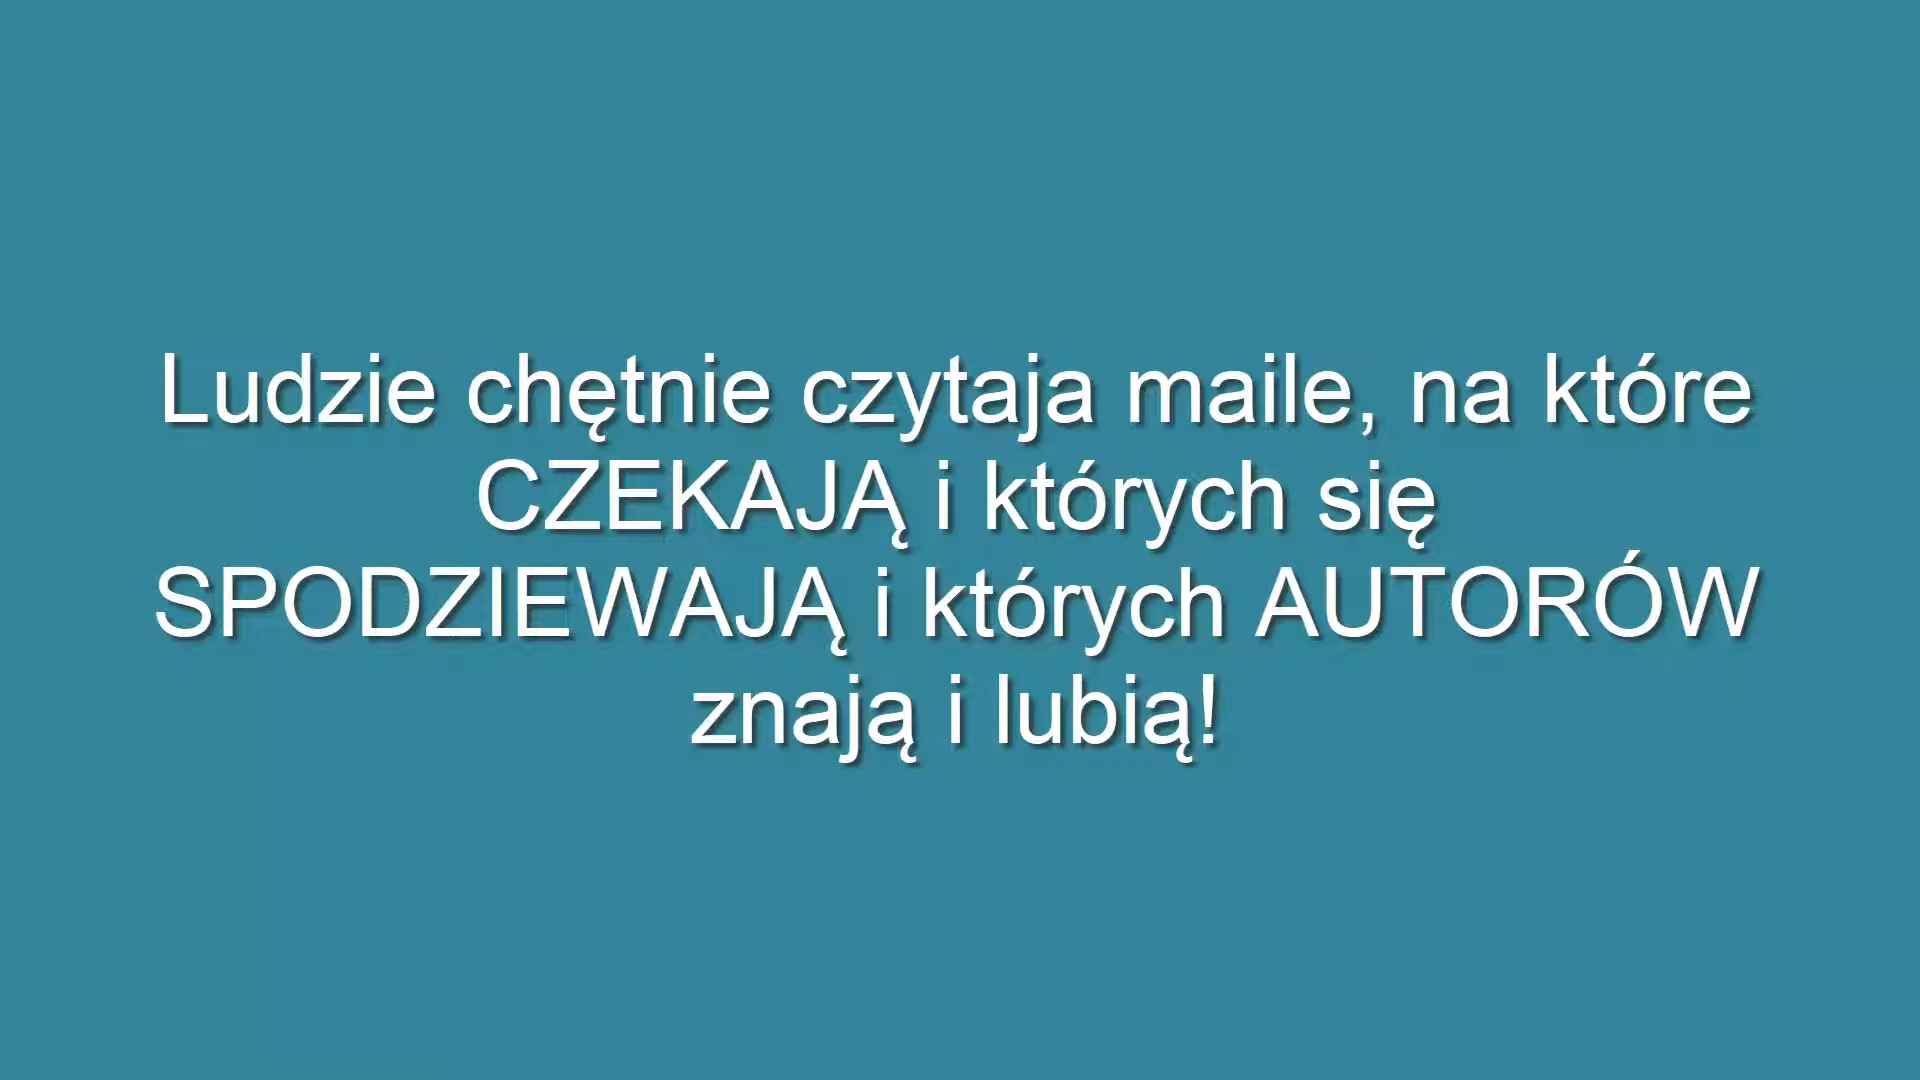 Ludzie chętnie czytaja maile, na które
CZEKAJĄ i których się
SPODZIEWAJĄ i których AUTORÓW
znają i lubią!